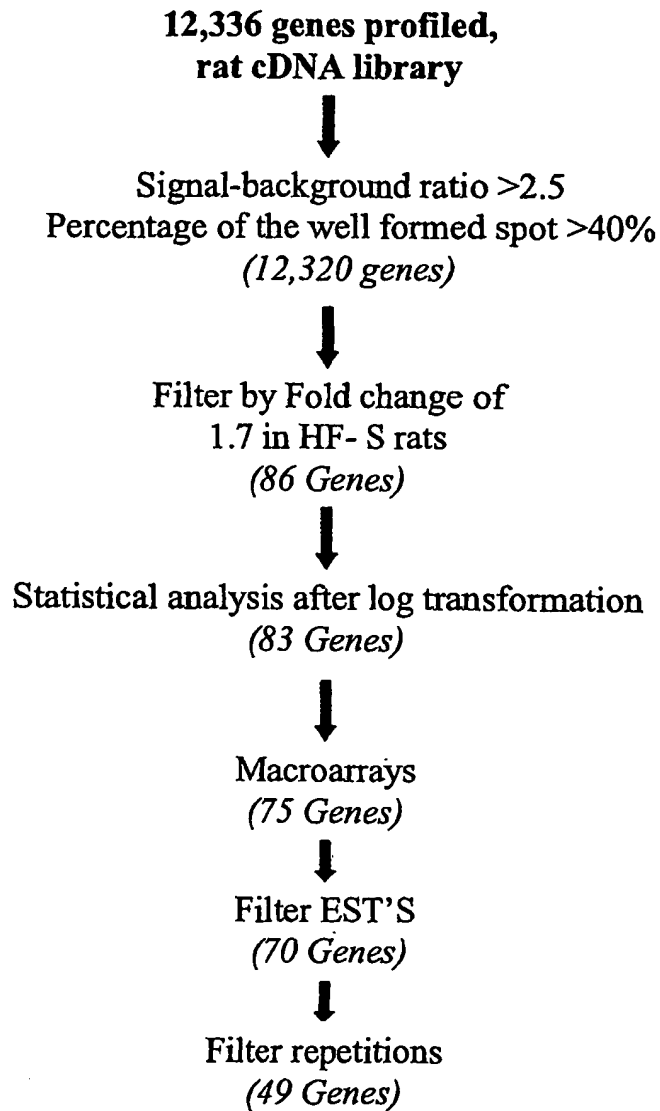 12,336 genes profiled,
rat cDNA library
Signal-background ratio >2.5
Percentage of the well formed spot >40%
(12,320 genes)
Filter by Fold change of
1.7 in HF- S rats
(86 Genes)
Statistical analysis after log transformation
(83 Genes)
Macroarrays
(75 Genes)
Filter EST'S
(70 Genes)
Filter repetitions
(49 Genes)